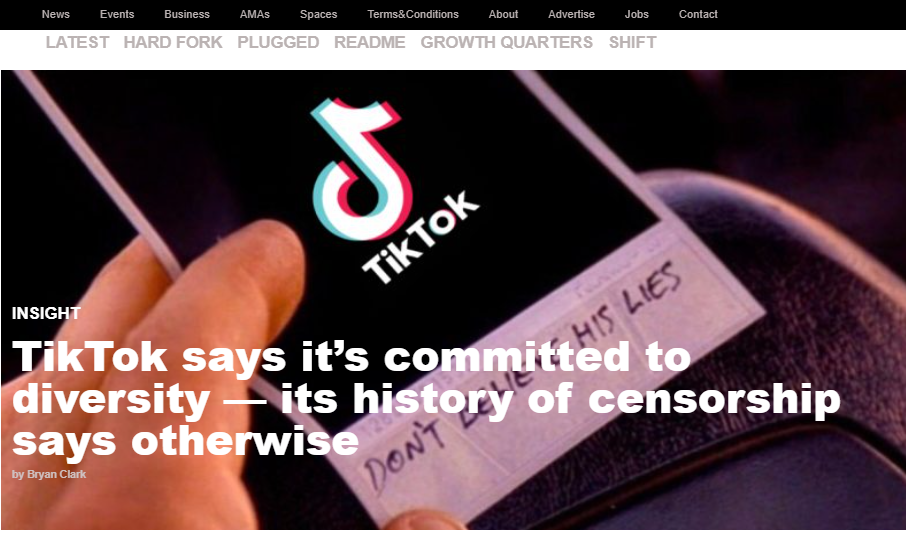 News Events Business AMAs Spaces Terms&Conditions About Advertise Jobs Contact
LATEST HARD FORK PLUGGED README GROWTH QUARTERS SHIFT
TikTok
DON'T HIS LIES
INSIGHT
TikTok says it's committed to
diversity — its history of censorship
says otherwise
by Bryan Clark